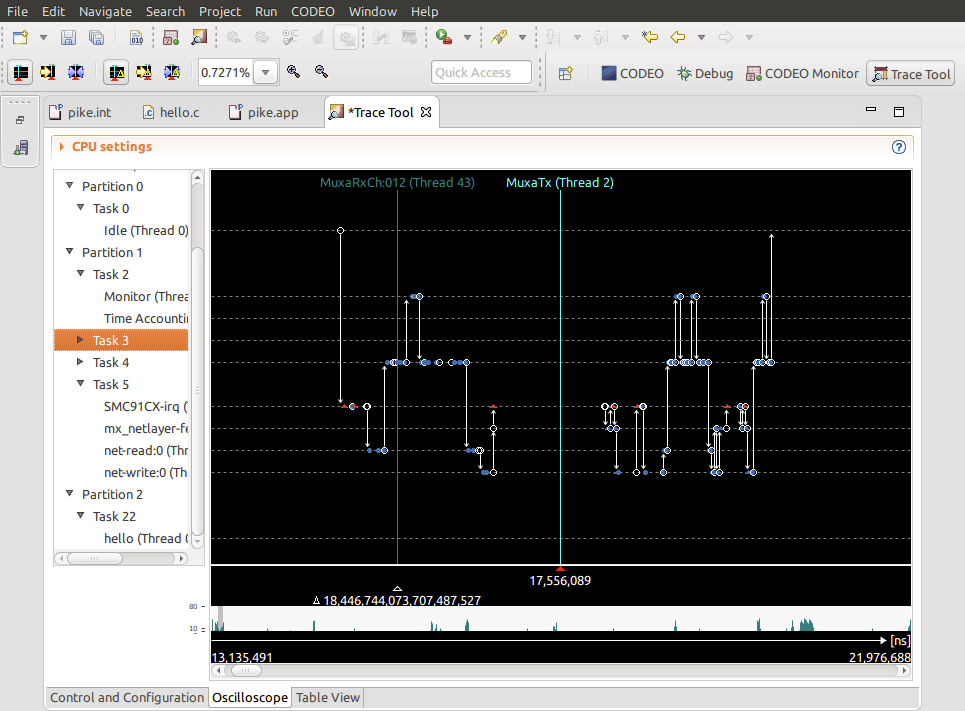 File Edit Navigate Search Project Run CODEO Window Help
010
0.7271% Quick Access CODEO Debug CODEO Monitor Trace Tool
pike.int hello.c pike.app *Trace Tool
CPU settings ?
Partition 0
Task 0
Idle (Thread 0)
Partition 1
Task 2
Monitor (Threa
Time Accountin
Task 3
Task 4
Task 5
SMC91CX-irq (
mx_netlayer-fe
net-read:0 (Thr
net-write:0 (Th
Partition 2
Task 22
hello (Thread 0
MuxaRxCh:012 (Thread 43) MuxaTx (Thread 2)
17,556,089
Δ 18,446,744,073,707,487,527
80
10
[ns]
13,135,491 21,976,688
Control and Configuration Oscilloscope Table View